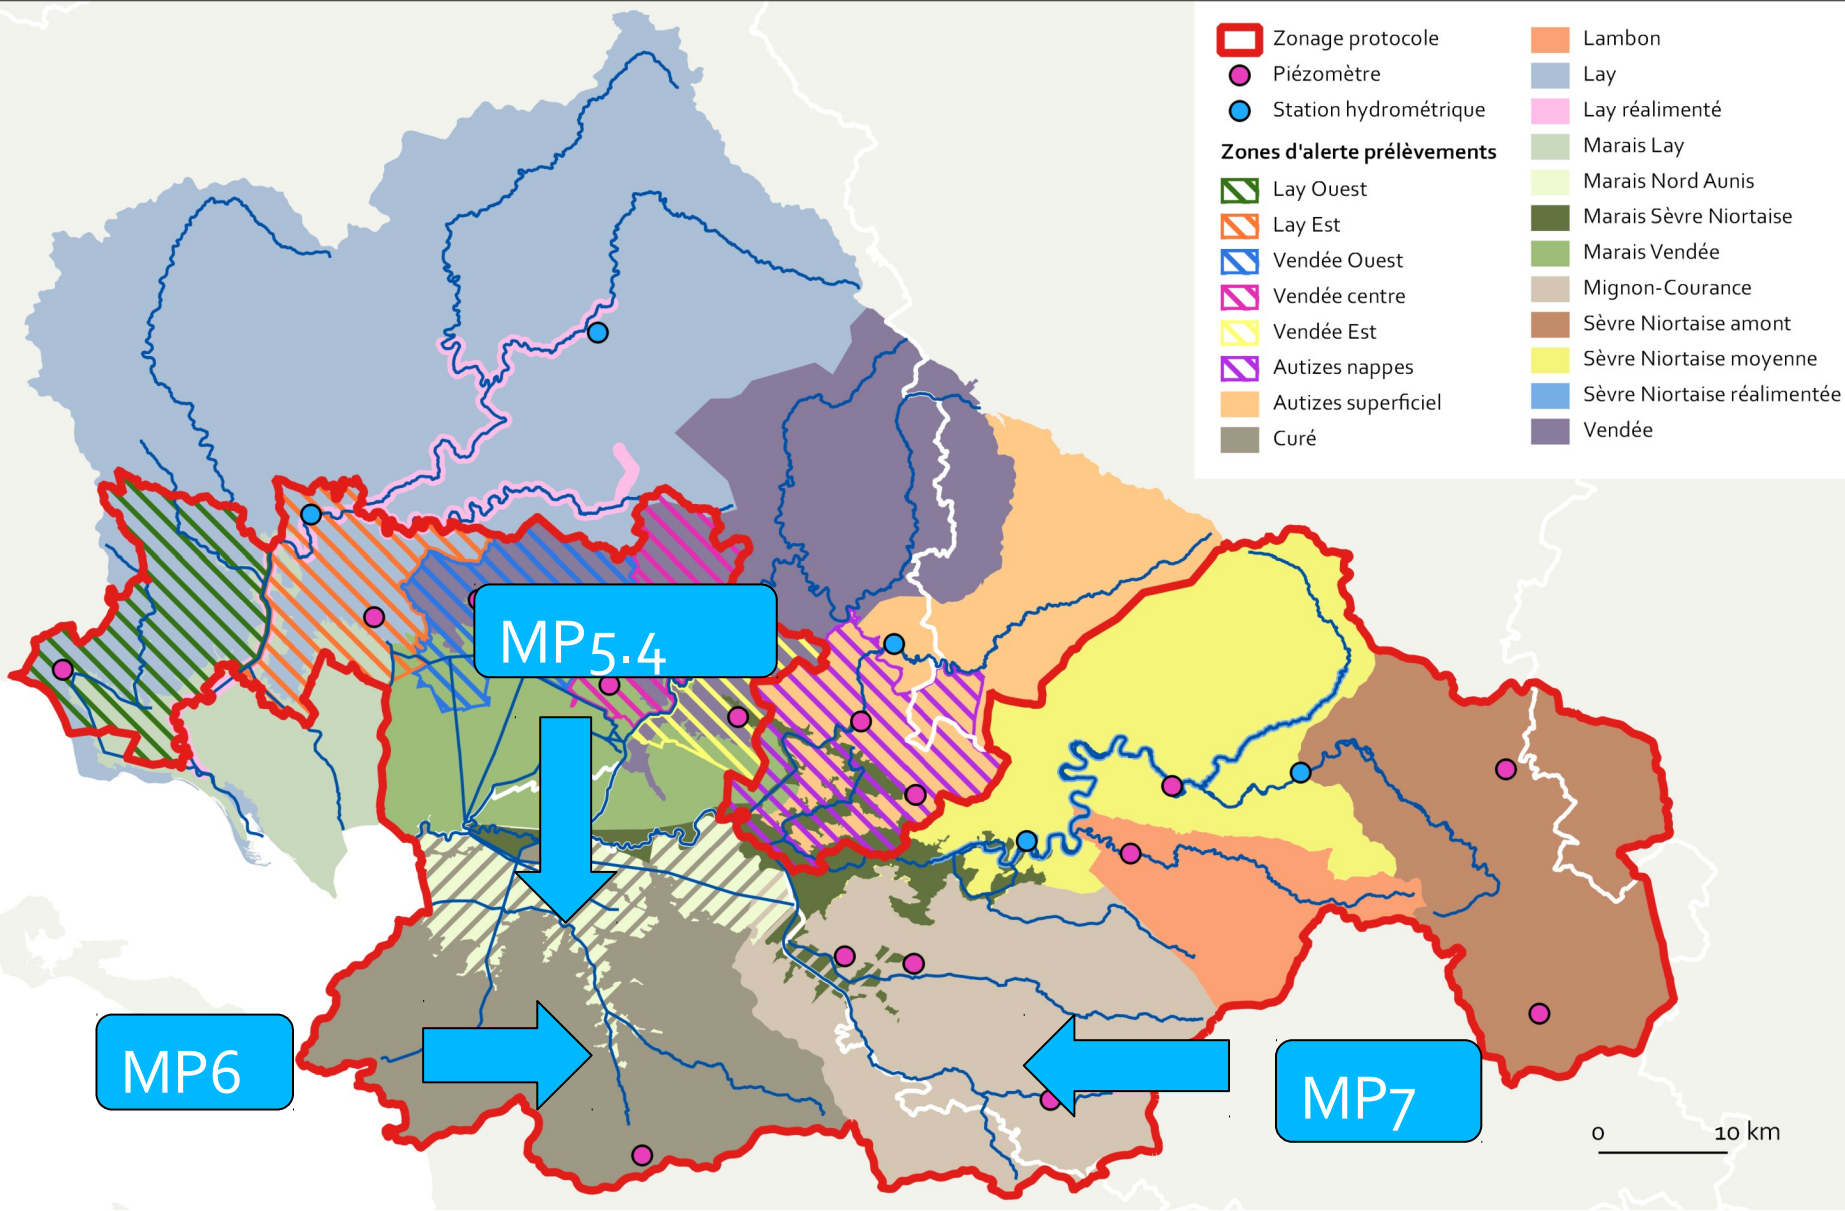 Zonage protocole
Piézomètre
Station hydrométrique
Zones d'alerte prélèvements
Lay Ouest
Lay Est
Vendée Ouest
Vendée centre
Vendée Est
Autizes nappes
Autizes superficiel
Curé
Lambon
Lay
Lay réalimenté
Marais Lay
Marais Nord Aunis
Marais Sèvre Niortaise
Marais Vendée
Mignon-Courance
Sèvre Niortaise amont
Sèvre Niortaise moyenne
Sèvre Niortaise réalimentée
Vendée
MP5.4
MP6
MP7
0 10 km